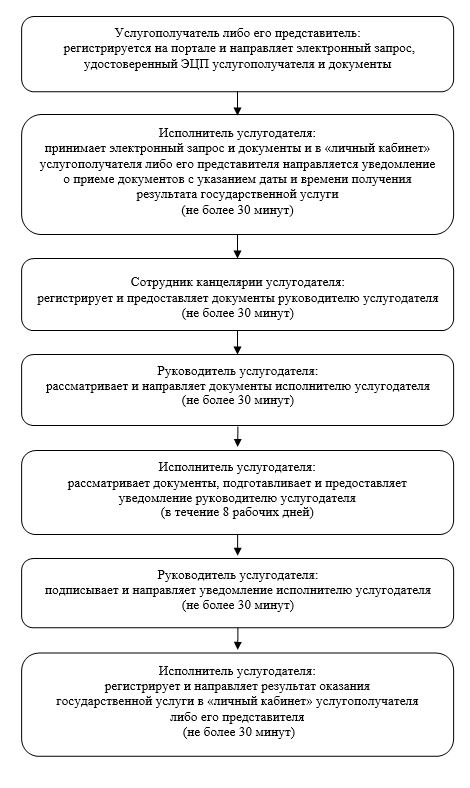 Услугополучатель либо его представитель:
регистрируется на портале и направляет электронный запрос,
удостоверенный ЭЦП услугополучателя и документы
Исполнитель услугодателя:
принимает электронный запрос и документы и в «личный кабинет»
услугополучателя либо его представителя направляется уведомление
о приеме документов с указанием даты и времени получения
результата государственной услуги
(не более 30 минут)
Сотрудник канцелярии услугодателя:
регистрирует и предоставляет документы руководителю услугодателя
(не более 30 минут)
Руководитель услугодателя:
рассматривает и направляет документы исполнителю услугодателя
(не более 30 минут)
Исполнитель услугодателя:
рассматривает документы, подготавливает и предоставляет
уведомление руководителю услугодателя
(в течение 8 рабочих дней)
Руководитель услугодателя:
подписывает и направляет уведомление исполнителю услугодателя
(не более 30 минут)
Исполнитель услугодателя:
регистрирует и направляет результат оказания
государственной услуги в «личный кабинет» услугополучателя
либо его представителя
(не более 30 минут)